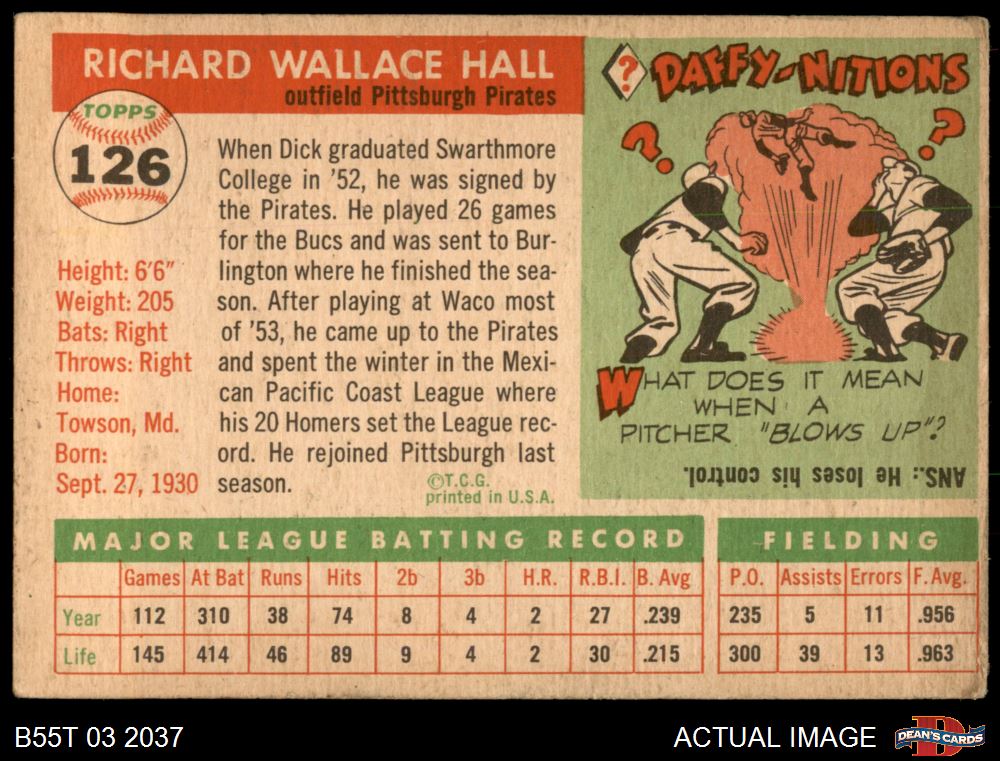 RICHARD WALLACE HALL
outfield Pittsburgh Pirates
TOPPS
126
Height: 6'6"
Weight: 205
Bats: Right
Throws: Right
Home:
Towson, Md.
Born:
Sept. 27, 1930
When Dick graduated Swarthmore
College in '52, he was signed by
the Pirates. He played 26 games
for the Bucs and was sent to Bur-
lington where he finished the sea-
son. After playing at Waco most
of '53, he came up to the Pirates
and spent the winter in the Mexi-
can Pacific Coast League where
his 20 Homers set the League rec-
ord. He rejoined Pittsburgh last
season.
©T.C.G.
printed in U.S.A.
? DAFFY-NITIONS
? ?
WHAT DOES IT MEAN
WHEN A
PITCHER "BLOWS UP"?
ANS.: He loses his control.
MAJOR LEAGUE BATTING RECORD
Games At Bat Runs Hits 2b 3b H.R. R.B.I. B. Avg
Year 112 310 38 74 8 4 2 27 .239
Life 145 414 46 89 9 4 2 30 .215
FIELDING
P.O. Assists Errors F. Avg.
235 5 11 .956
300 39 13 .963
B55T 03 2037
ACTUAL IMAGE
DEAN'S CARDS